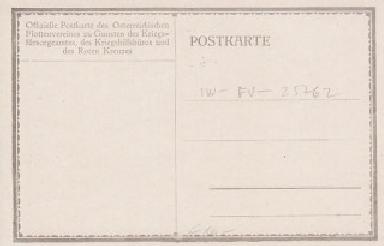 Offizielle Postkarte des Österreichischen
Flottenvereines zu Gunsten des Kriegs-
fürsorgeamtes, des Kriegshilfsbüros und
des Roten Kreuzes
POSTKARTE
IW- FV- 25762